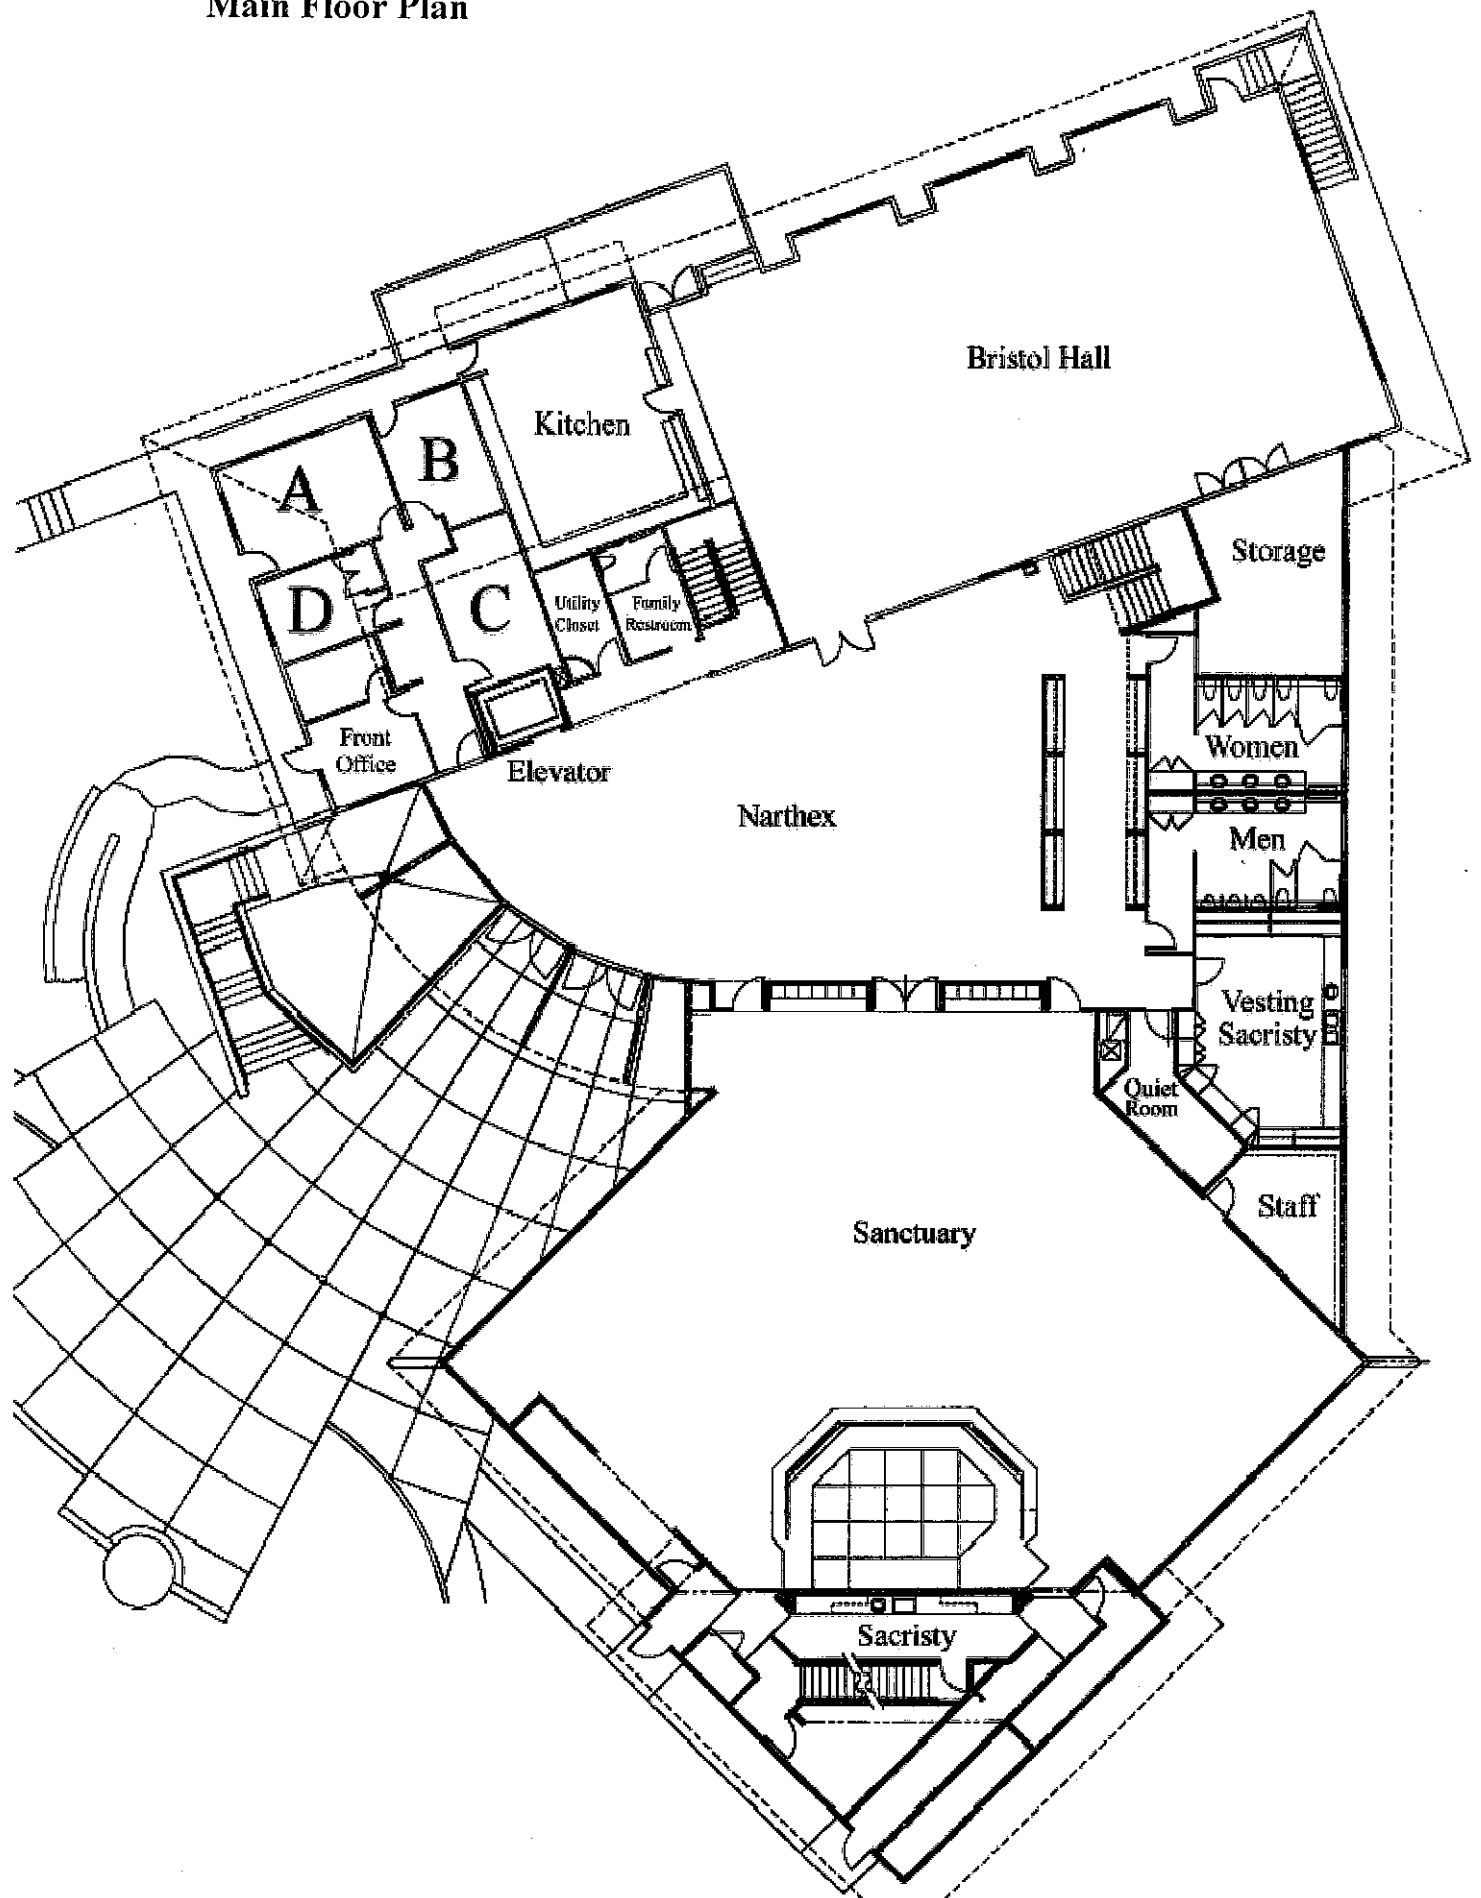 Main Floor Plan
Bristol Hall
Kitchen
B
A
Storage
D
C
Utility
Closet
Family
Restroom
Women
Front
Office
Elevator
Narthex
Men
Vesting
Sacristy
Quiet
Room
Staff
Sanctuary
Sacristy